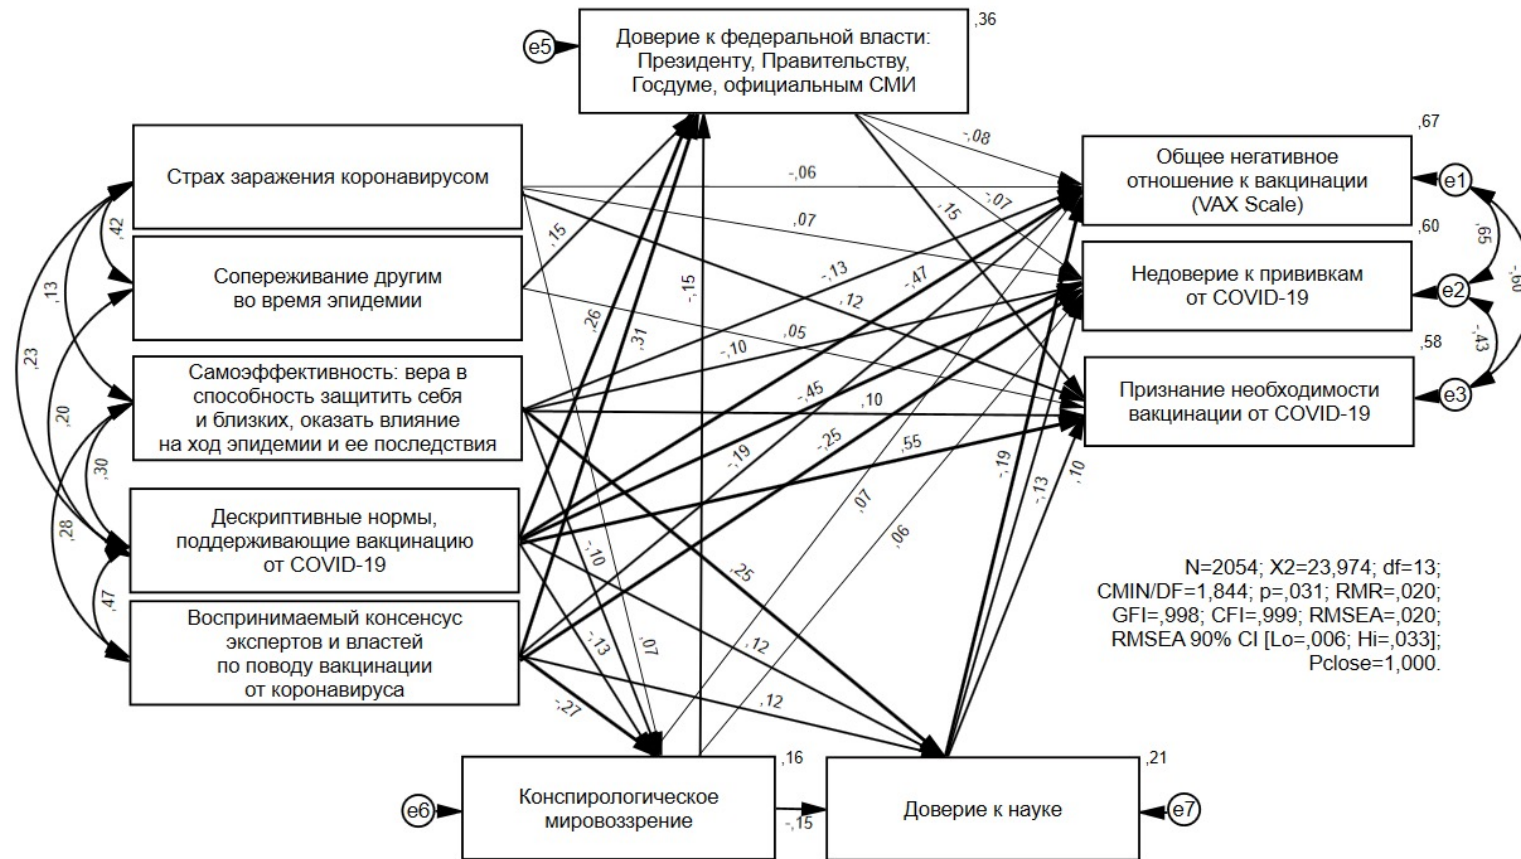 ,36
e5
Доверие к федеральной власти:
Президенту, Правительству,
Госдуме, официальным СМИ
Страх заражения коронавирусом
Сопереживание другим
во время эпидемии
Самоэффективность: вера в
способность защитить себя
и близких, оказать влияние
на ход эпидемии и ее последствия
Дескриптивные нормы,
поддерживающие вакцинацию
от COVID-19
Воспринимаемый консенсус
экспертов и властей
по поводу вакцинации
от коронавируса
,42
,13
,23
,20
,30
,28
,47
-,08
-,06
-,07
,07
,15
,15
-,13
-,47
,12
-,15
,26
,31
-,10
,05
-,45
,10
-,25
,55
-,19
,07
,06
-,19
-,13
,10
-,10
,25
-,13
,07
,12
,12
-,27
,67
Общее негативное
отношение к вакцинации
(VAX Scale)
e1
,60
,65
-,60
Недоверие к прививкам
от COVID-19
e2
,58
-,43
Признание необходимости
вакцинации от COVID-19
e3
N=2054; X2=23,974; df=13;
CMIN/DF=1,844; p=,031; RMR=,020;
GFI=,998; CFI=,999; RMSEA=,020;
RMSEA 90% CI [Lo=,006; Hi=,033];
Pclose=1,000.
,16
e6
Конспирологическое
мировоззрение
-,15
,21
Доверие к науке
e7